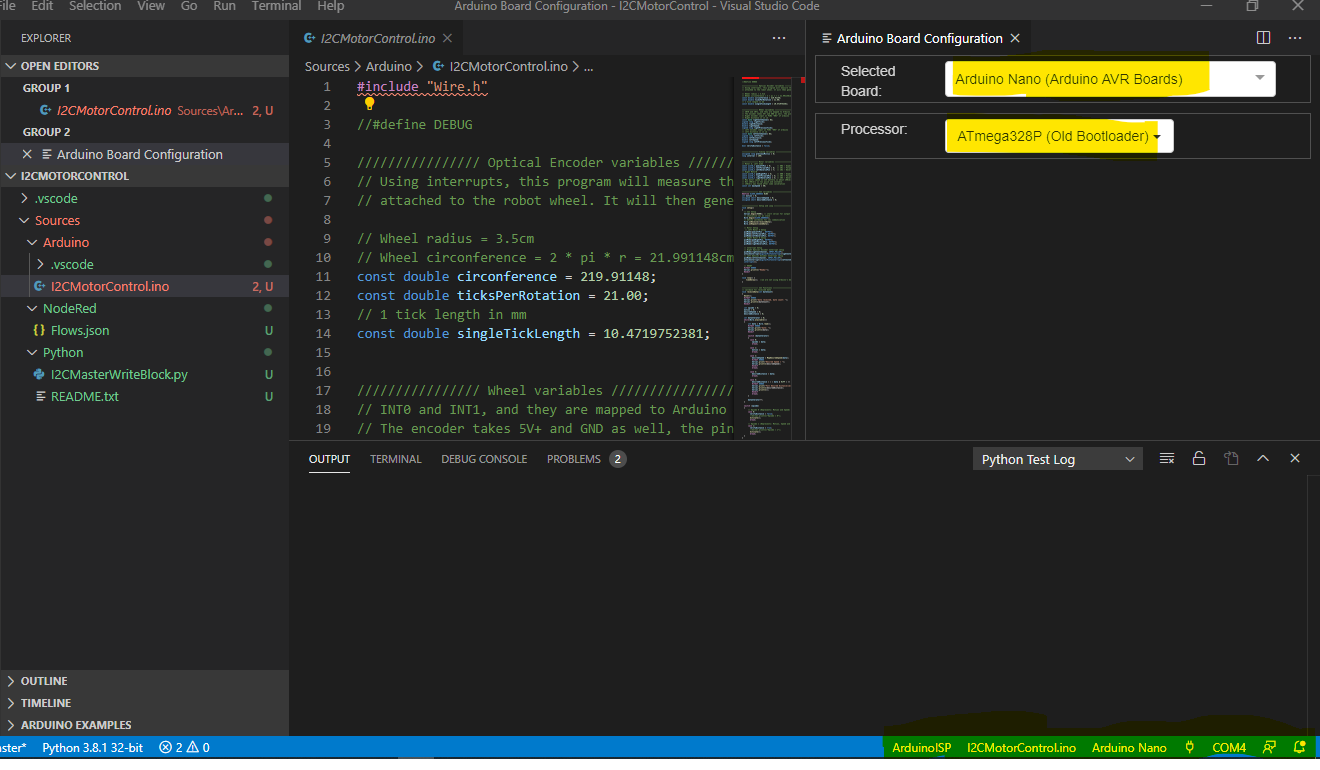 File Edit Selection View Go Run Terminal Help
Arduino Board Configuration - I2CMotorControl - Visual Studio Code
EXPLORER
OPEN EDITORS
GROUP 1
I2CMotorControl.ino Sources\Ar... 2, U
GROUP 2
Arduino Board Configuration
I2CMOTORCONTROL
.vscode
Sources
Arduino
.vscode
I2CMotorControl.ino 2, U
NodeRed
Flows.json U
Python
I2CMasterWriteBlock.py U
README.txt U
OUTLINE
TIMELINE
ARDUINO EXAMPLES
I2CMotorControl.ino
Sources > Arduino > I2CMotorControl.ino > ...
1 #include "Wire.h"
2
3 //#define DEBUG
4
5 //////////////// Optical Encoder variables //////
6 // Using interrupts, this program will measure th
7 // attached to the robot wheel. It will then gene
8
9 // Wheel radius = 3.5cm
10 // Wheel circonference = 2 * pi * r = 21.991148cm
11 const double circonference = 219.91148;
12 const double ticksPerRotation = 21.00;
13 // 1 tick length in mm
14 const double singleTickLength = 10.4719752381;
15
16
17 //////////////// Wheel variables ////////////////
18 // INT0 and INT1, and they are mapped to Arduino
19 // The encoder takes 5V+ and GND as well, the pin
Arduino Board Configuration
Selected Board:
Arduino Nano (Arduino AVR Boards)
Processor:
ATmega328P (Old Bootloader)
OUTPUT TERMINAL DEBUG CONSOLE PROBLEMS 2
Python Test Log
aster* Python 3.8.1 32-bit 2 0
ArduinoISP I2CMotorControl.ino Arduino Nano COM4